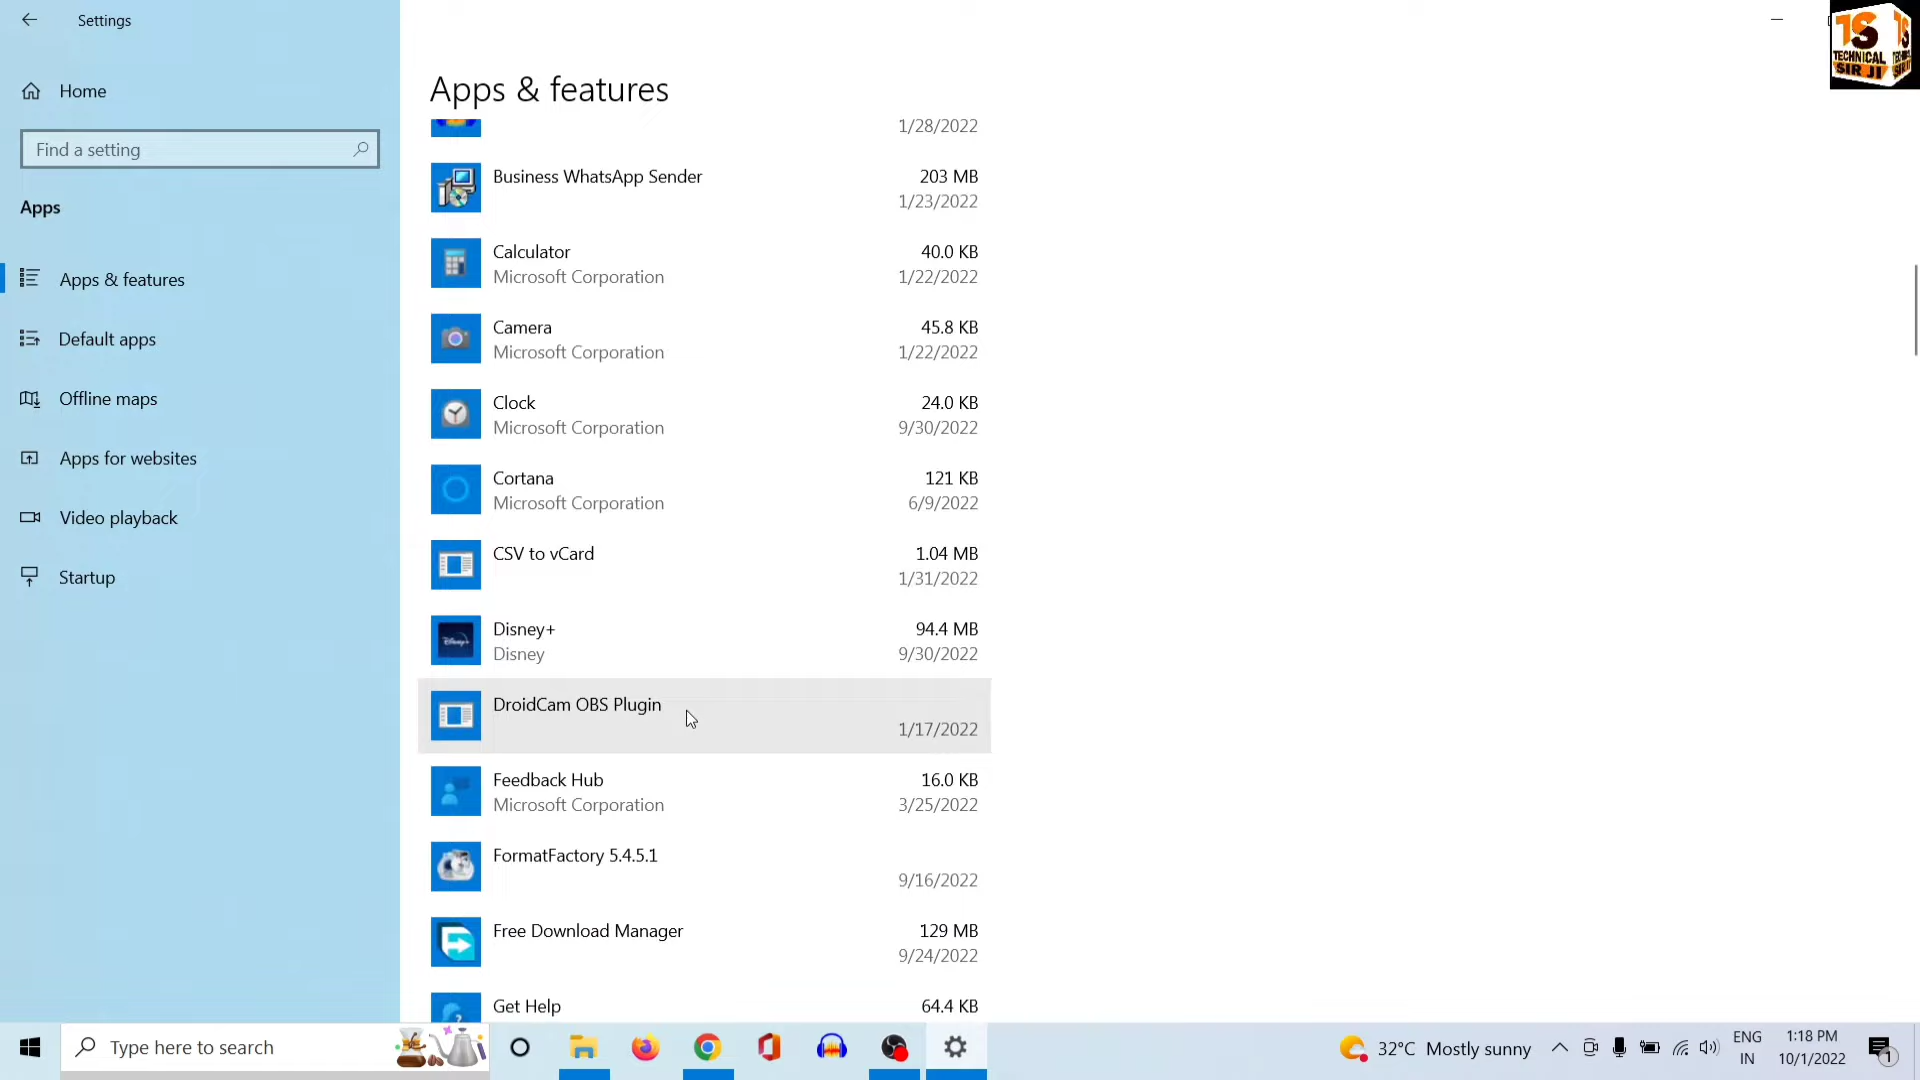 Settings
TS
TECHNICAL
SIR JI
Home
Find a setting
Apps
Apps & features
Default apps
Offline maps
Apps for websites
Video playback
Startup
Apps & features
1/28/2022
Business WhatsApp Sender 203 MB
1/23/2022
Calculator 40.0 KB
Microsoft Corporation 1/22/2022
Camera 45.8 KB
Microsoft Corporation 1/22/2022
Clock 24.0 KB
Microsoft Corporation 9/30/2022
Cortana 121 KB
Microsoft Corporation 6/9/2022
CSV to vCard 1.04 MB
1/31/2022
Disney+ 94.4 MB
Disney 9/30/2022
DroidCam OBS Plugin
1/17/2022
Feedback Hub 16.0 KB
Microsoft Corporation 3/25/2022
FormatFactory 5.4.5.1
9/16/2022
Free Download Manager 129 MB
9/24/2022
Get Help 64.4 KB
Type here to search
32°C Mostly sunny
ENG
IN
1:18 PM
10/1/2022
1